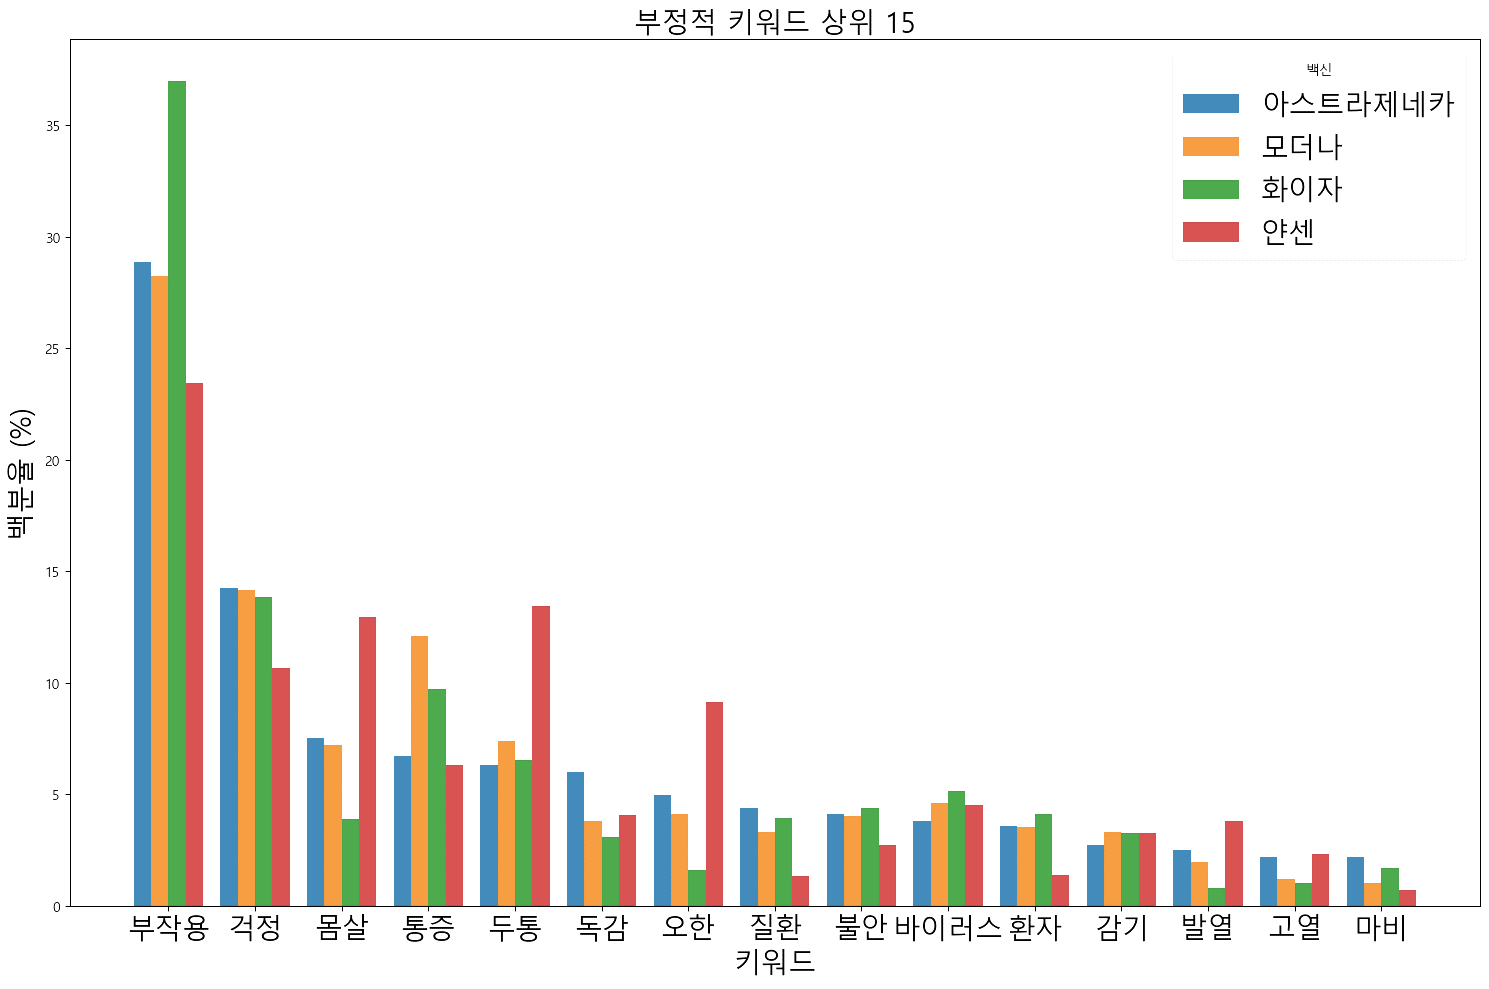 부정적 키워드 상위 15
백신
아스트라제네카
모더나
화이자
얀센
백분율 (%)
35
30
25
20
15
10
5
0
부작용 걱정 몸살 통증 두통 독감 오한 질환 불안 바이러스 환자 감기 발열 고열 마비
키워드